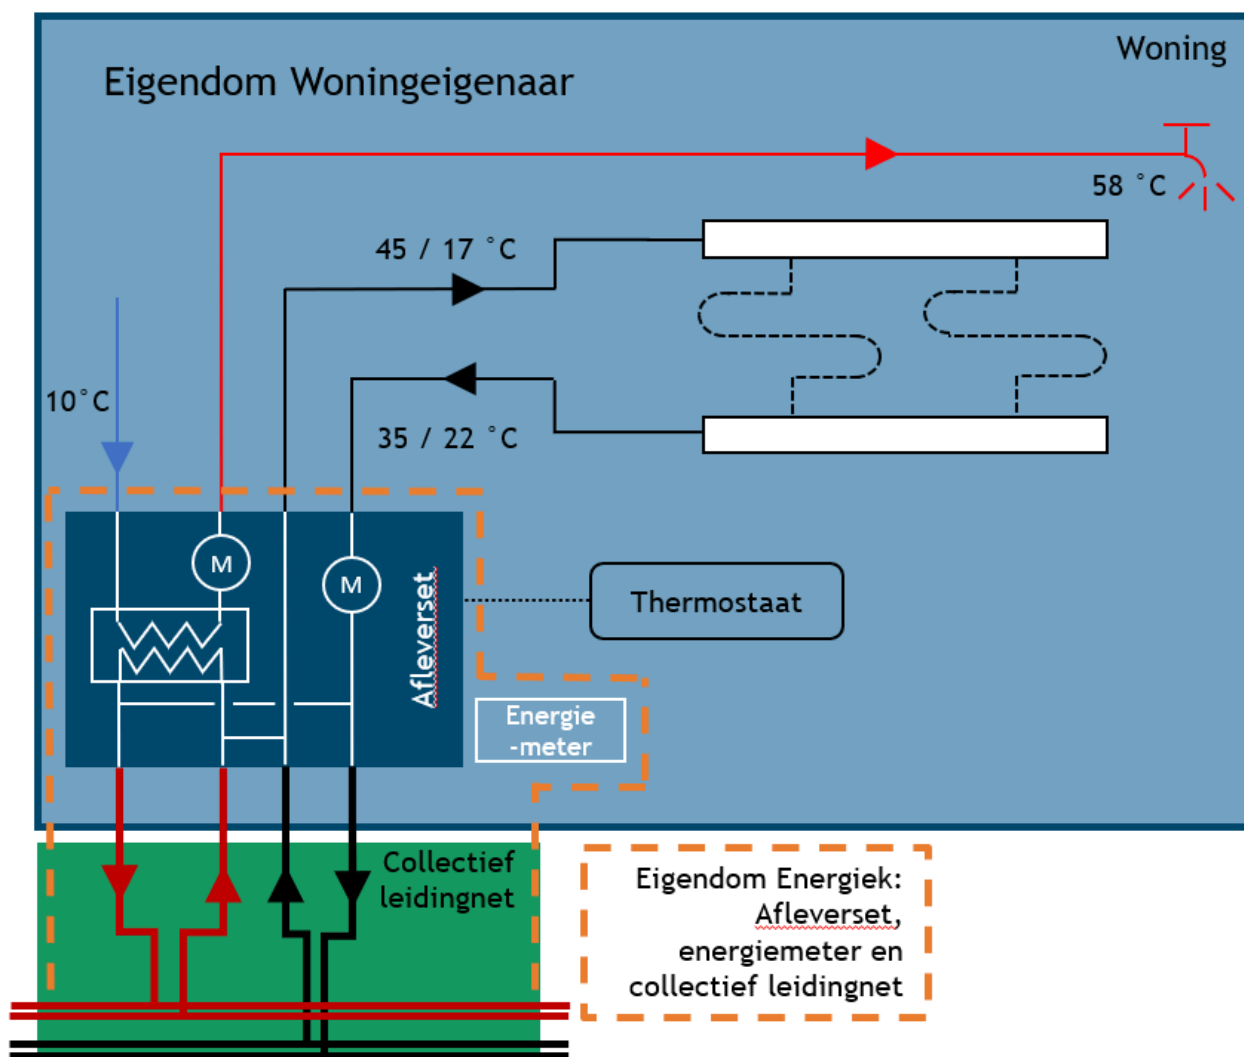 Woning
Eigendom Woningeigenaar
58 °C
45 / 17 °C
10°C
35 / 22 °C
M
M
Afleverset
Thermostaat
Energie
-meter
Collectief
leidingnet
Eigendom Energiek:
Afleverset,
energiemeter en
collectief leidingnet